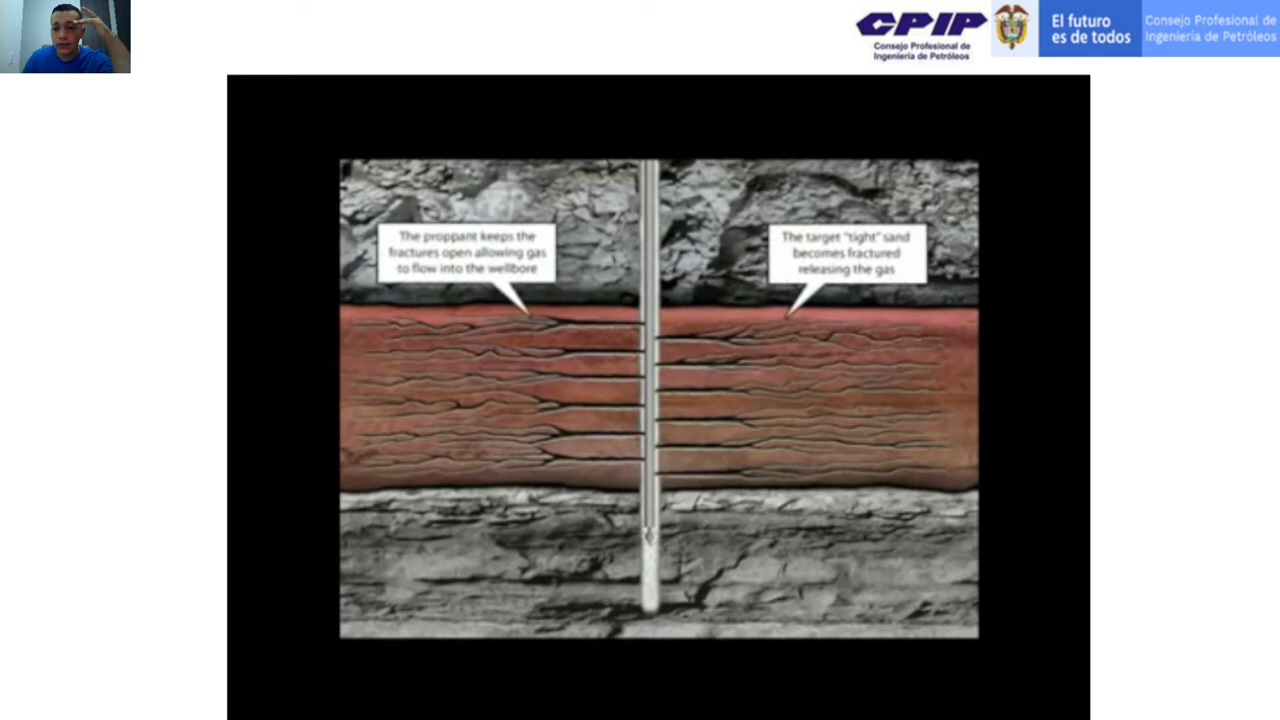 CPIP
Consejo Profesional de
Ingeniería de Petróleos
El futuro
es de todos
Consejo Profesional de
Ingeniería de Petróleos
The proppant keeps the
fractures open allowing gas
to flow into the wellbore
The target "tight" sand
becomes fractured
releasing the gas